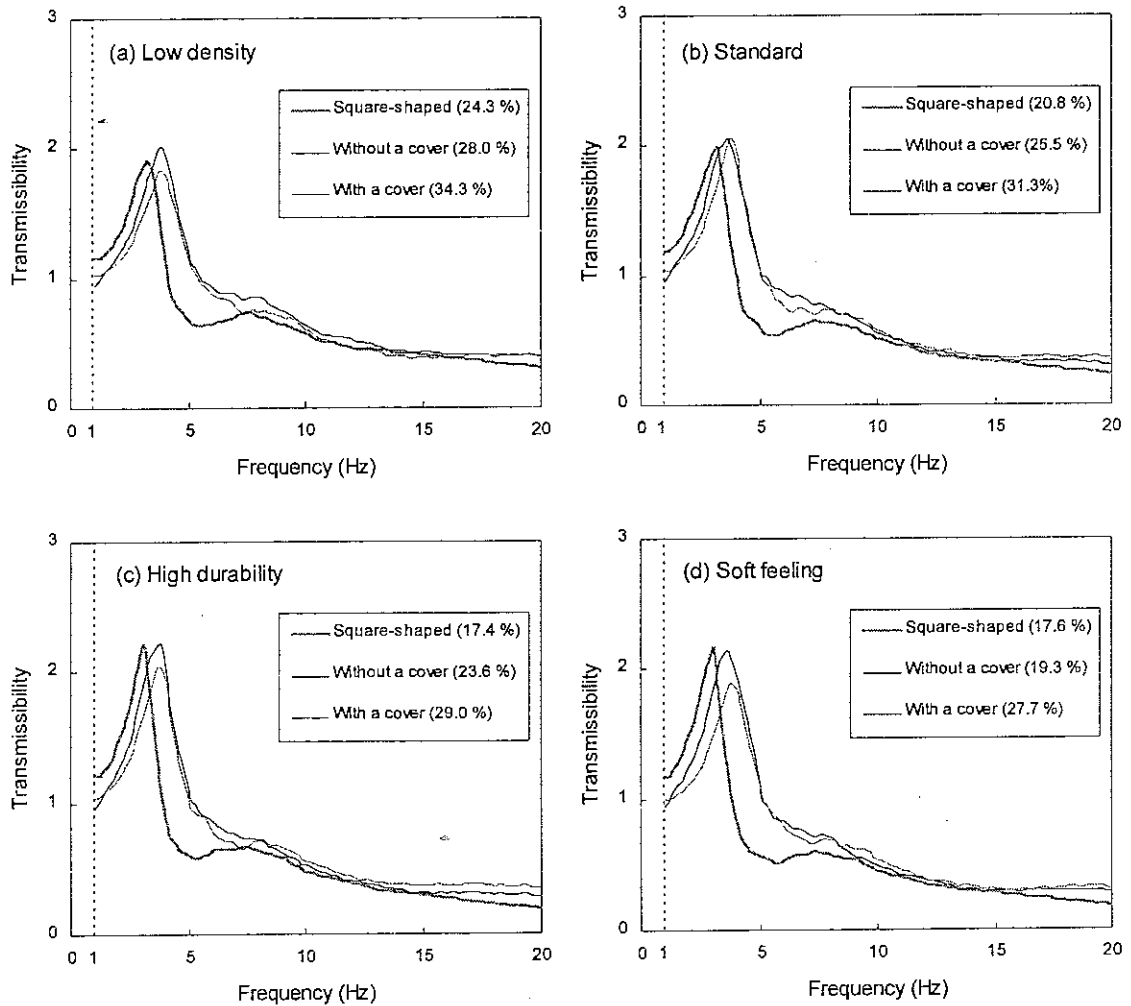 3
(a) Low density
Square-shaped (24.3 %)
Without a cover (28.0 %)
With a cover (34.3 %)
2
1
0
Transmissibility
0 1 5 10 15 20
Frequency (Hz)
3
(b) Standard
Square-shaped (20.8 %)
Without a cover (25.5 %)
With a cover (31.3%)
2
1
0
Transmissibility
0 1 5 10 15 20
Frequency (Hz)
3
(c) High durability
Square-shaped (17.4 %)
Without a cover (23.6 %)
With a cover (29.0 %)
2
1
0
Transmissibility
0 1 5 10 15 20
Frequency (Hz)
3
(d) Soft feeling
Square-shaped (17.6 %)
Without a cover (19.3 %)
With a cover (27.7 %)
2
1
0
Transmissibility
0 1 5 10 15 20
Frequency (Hz)